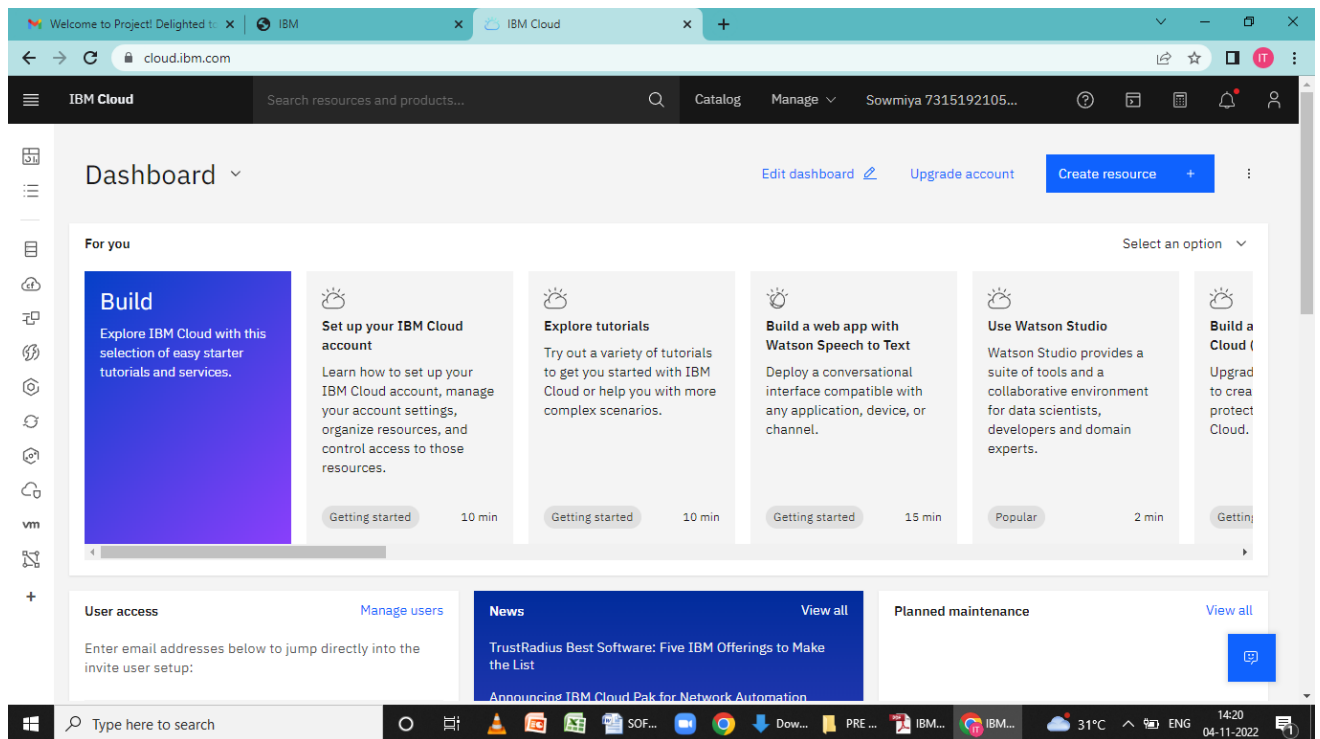 Welcome to Project! Delighted to
IBM
IBM Cloud
cloud.ibm.com
IT
IBM Cloud
Search resources and products...
Catalog
Manage
Sowmiya 7315192105...
Dashboard
Edit dashboard
Upgrade account
Create resource +
For you
Select an option
Build
Explore IBM Cloud with this
selection of easy starter
tutorials and services.
Set up your IBM Cloud
account
Learn how to set up your
IBM Cloud account, manage
your account settings,
organize resources, and
control access to those
resources.
Getting started 10 min
Explore tutorials
Try out a variety of tutorials
to get you started with IBM
Cloud or help you with more
complex scenarios.
Getting started 10 min
Build a web app with
Watson Speech to Text
Deploy a conversational
interface compatible with
any application, device, or
channel.
Getting started 15 min
Use Watson Studio
Watson Studio provides a
suite of tools and a
collaborative environment
for data scientists,
developers and domain
experts.
Popular 2 min
Build a
Cloud (
Upgrad
to crea
protect
Cloud.
Getting
vm
User access Manage users
Enter email addresses below to jump directly into the
invite user setup:
News View all
TrustRadius Best Software: Five IBM Offerings to Make
the List
Announcing IBM Cloud Pak for Network Automation
Planned maintenance View all
Type here to search
SOF...
Dow...
PRE ...
IBM...
IBM...
31°C
ENG
14:20
04-11-2022
1